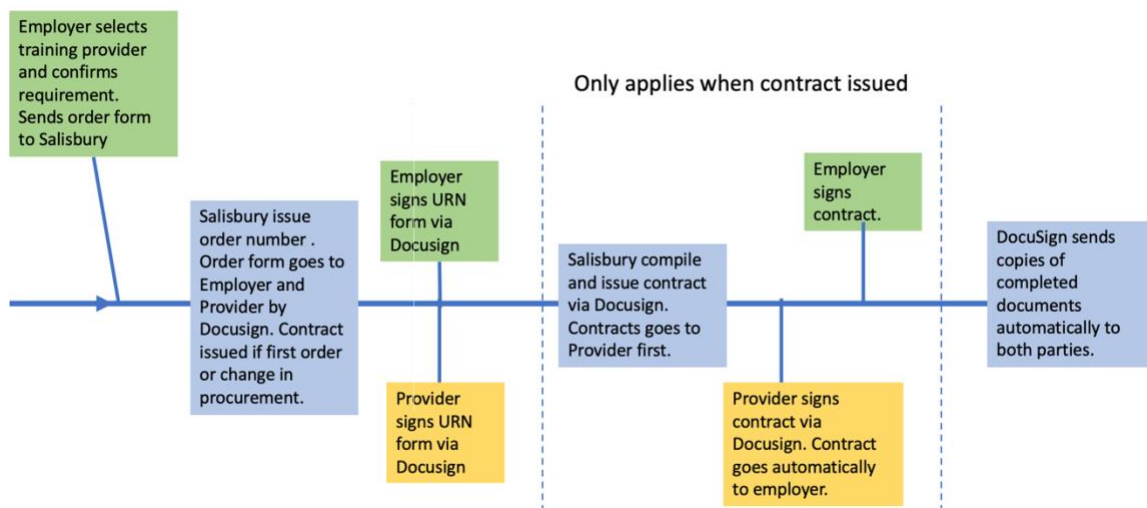 Employer selects
training provider
and confirms
requirement.
Sends order form
to Salisbury
Only applies when contract issued
Salisbury issue
order number .
Order form goes to
Employer and
Provider by
Docusign. Contract
issued if first order
or change in
procurement.
Employer
signs URN
form via
Docusign
Provider
signs URN
form via
Docusign
Salisbury compile
and issue contract
via Docusign.
Contracts goes to
Provider first.
Provider signs
contract via
Docusign. Contract
goes automatically
to employer.
Employer
signs
contract.
DocuSign sends
copies of
completed
documents
automatically to
both parties.